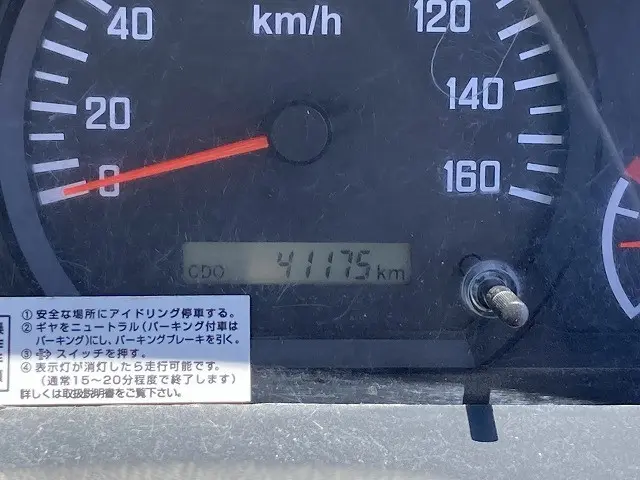 40
km/h
120
20
140
0
160
ODO 41175 km
①安全な場所にアイドリング停車する。
②ギヤをニュートラル(パーキング付車は
パーキング)にし、パーキングブレーキを引く。
③ スイッチを押す。
④表示灯が消灯したら走行可能です。
(通常15~20分程度で終了します)
詳しくは取扱説明書をご覧下さい。